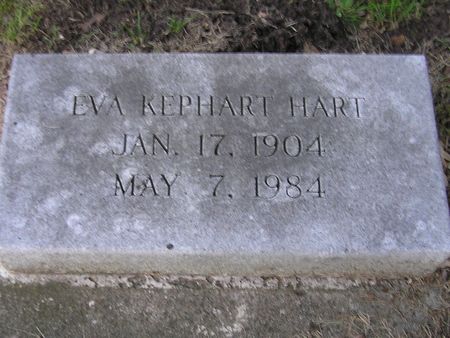 EVA KEPHART HART
JAN. 17, 1904
MAY 7, 1984